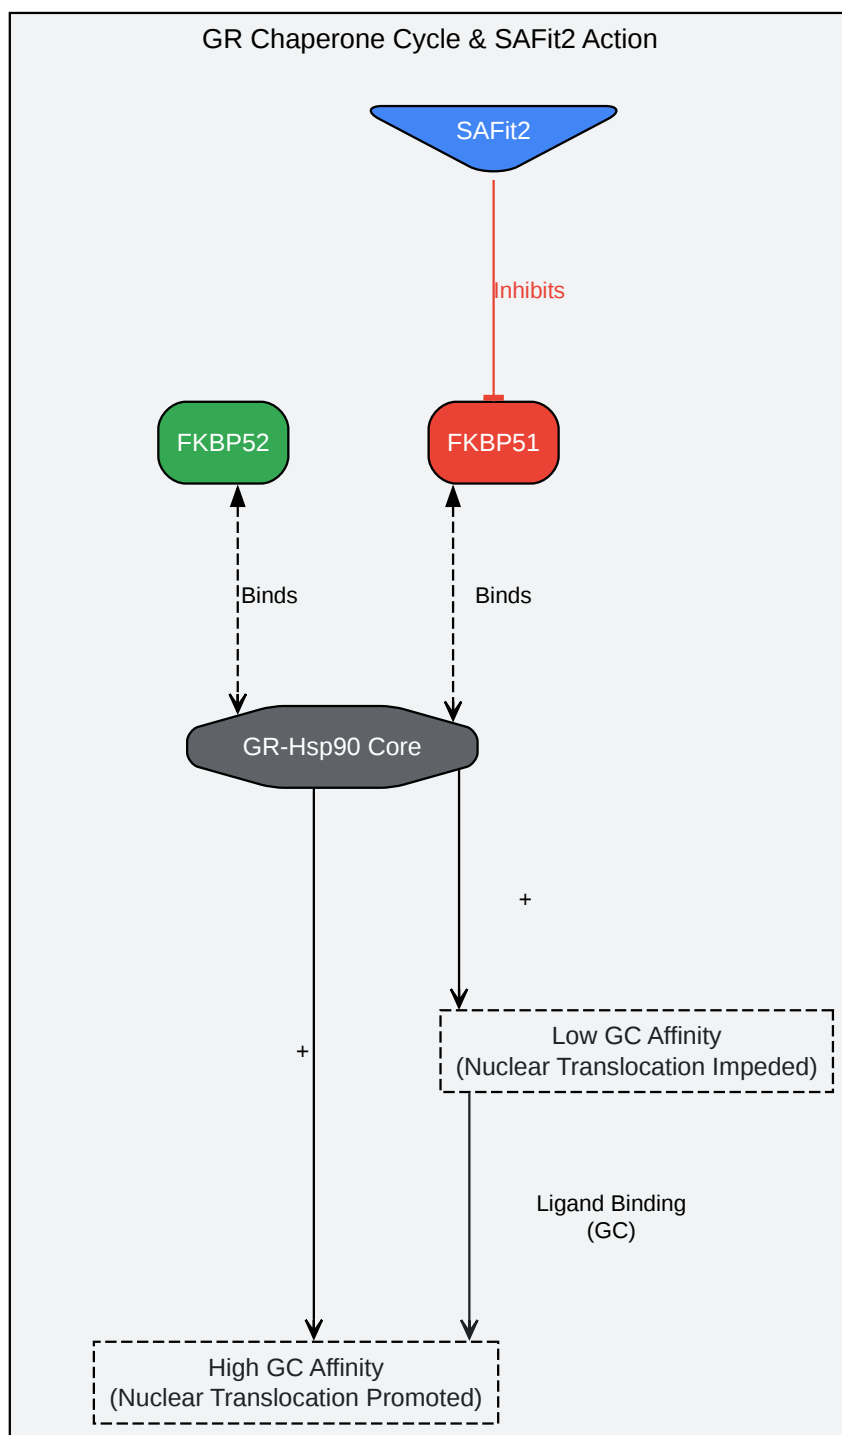 GR Chaperone Cycle & SAFit2 Action
SAFit2
Inhibits
FKBP52
FKBP51
Binds
Binds
GR-Hsp90 Core
+
Low GC Affinity
(Nuclear Translocation Impeded)
+
Ligand Binding
(GC)
High GC Affinity
(Nuclear Translocation Promoted)